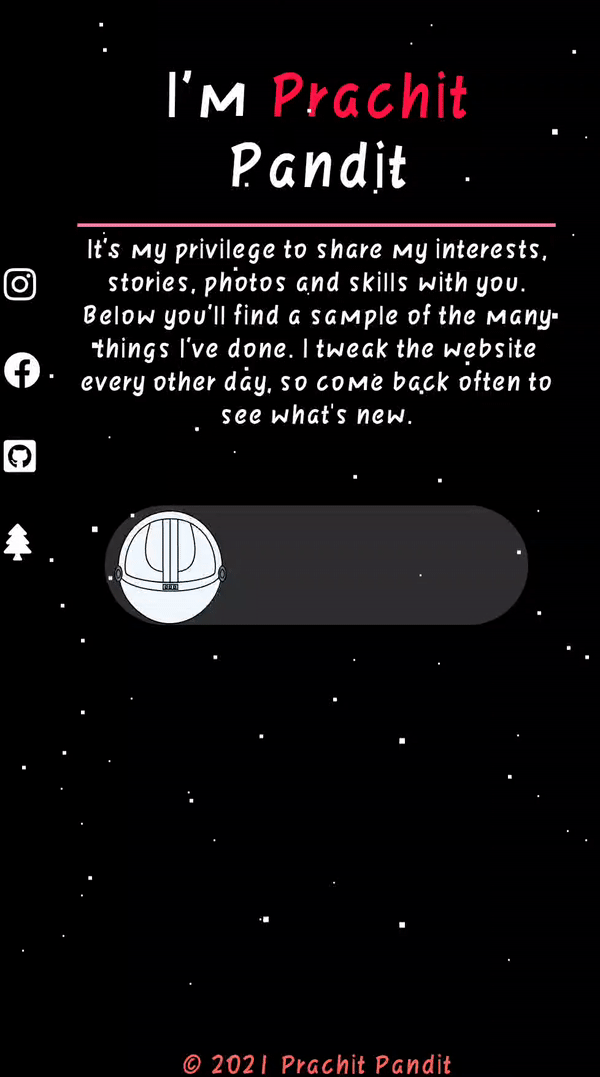 I'm Prachit
Pandit
It's my privilege to share my interests,
stories, photos and skills with you.
Below you'll find a sample of the many
things I've done. I tweak the website
every other day, so come back often to
see what's new.
© 2021 Prachit Pandit